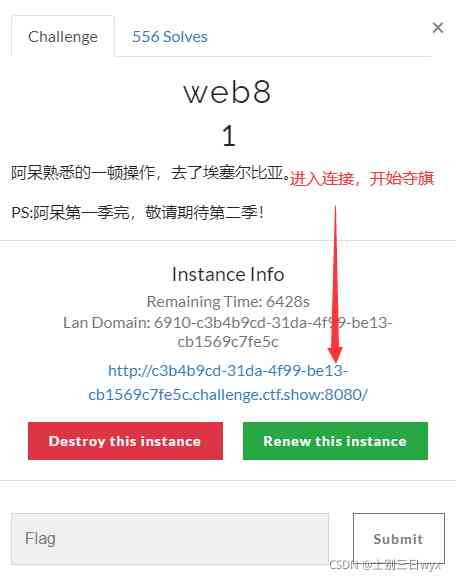 Challenge
556 Solves
×
web8
1
阿呆熟悉的一顿操作，去了埃塞尔比亚。
进入连接，开始夺旗
PS:阿呆第一季完，敬请期待第二季！
Instance Info
Remaining Time: 6428s
Lan Domain: 6910-c3b4b9cd-31da-4f99-be13-
cb1569c7fe5c
http://c3b4b9cd-31da-4f99-be13-
cb1569c7fe5c.challenge.ctf.show:8080/
Destroy this instance
Renew this instance
Flag
Submit
CSDN @士别三日wyx